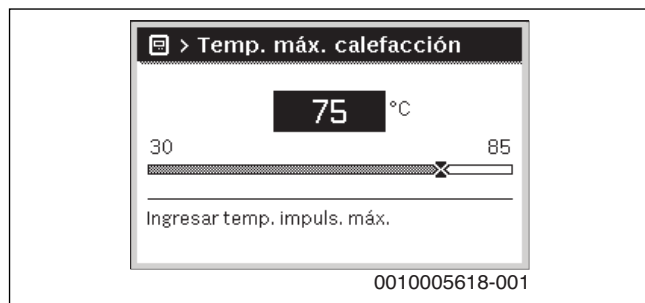 > Temp. máx. calefacción
75 °C
30 85
Ingresar temp. impuls. máx.
0010005618-001